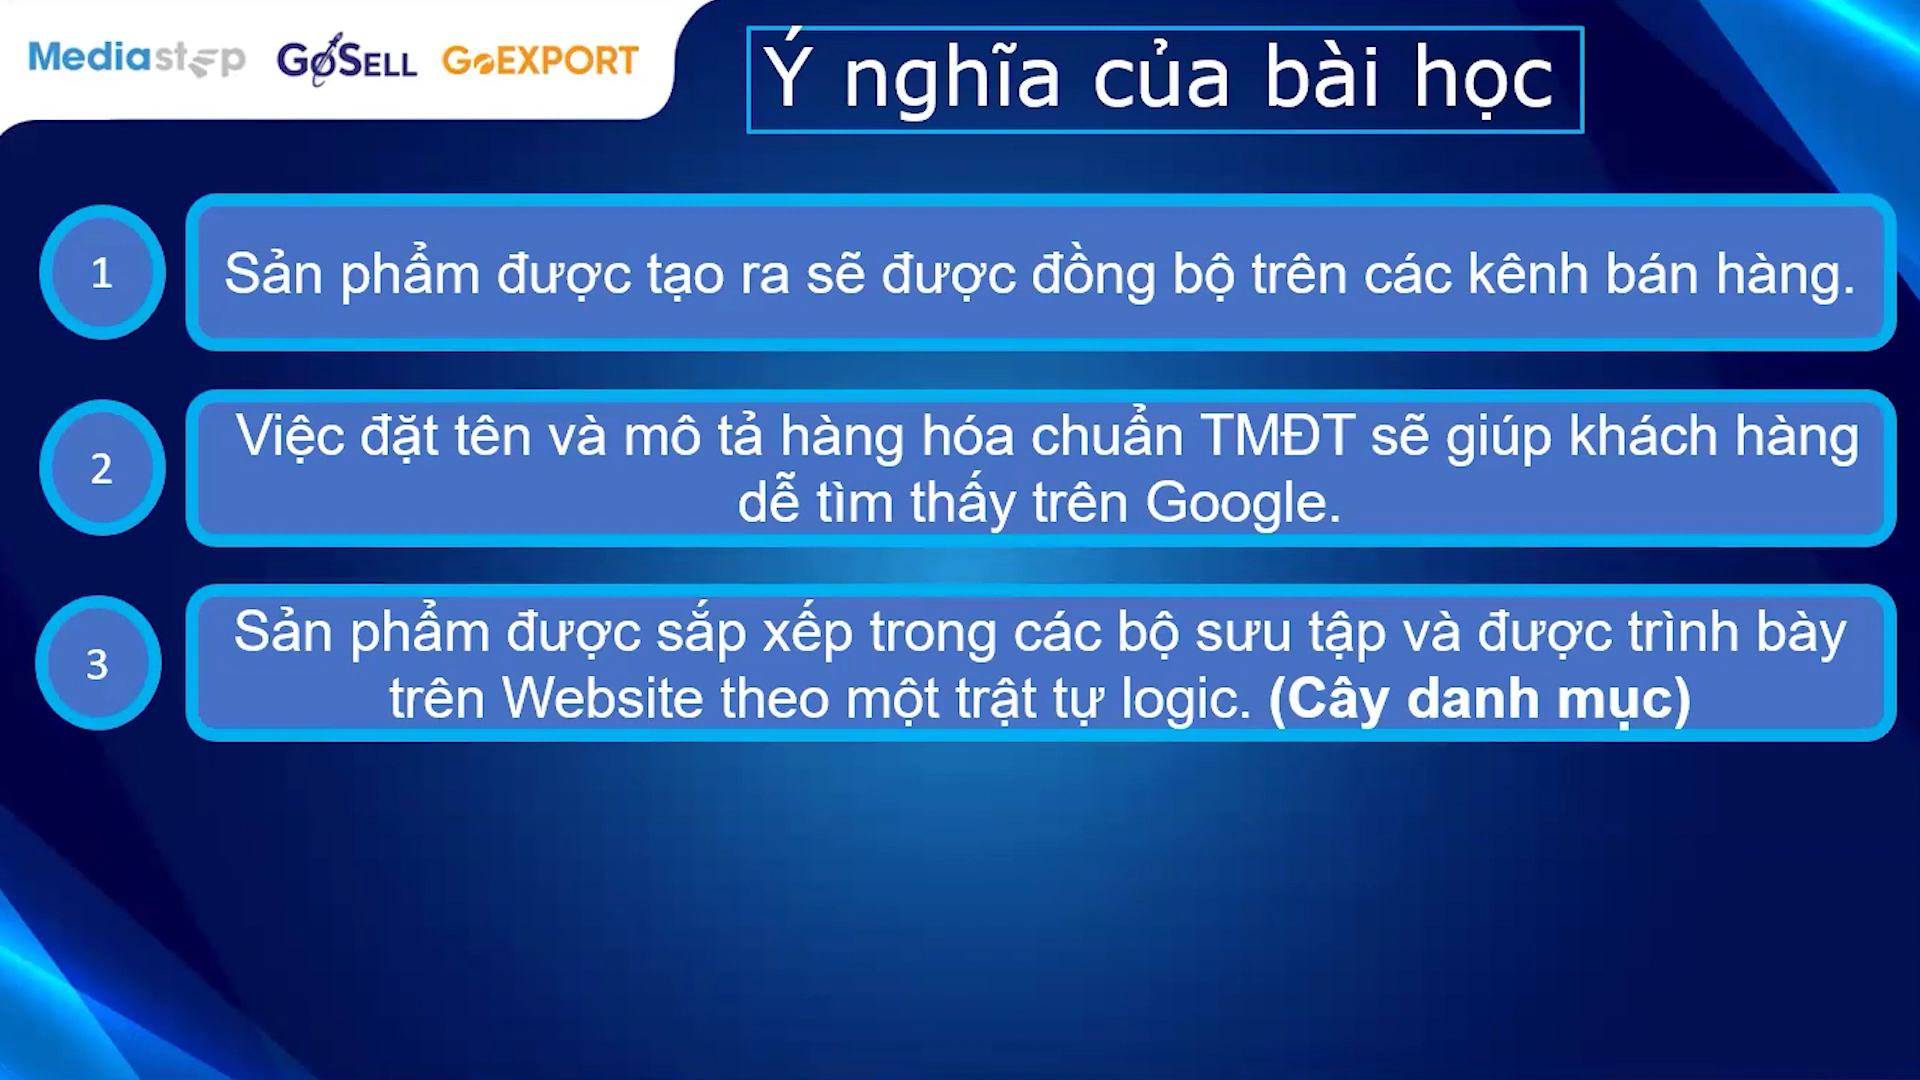 Mediastep GoSELL GoEXPORT
Ý nghĩa của bài học
1
Sản phẩm được tạo ra sẽ được đồng bộ trên các kênh bán hàng.
2
Việc đặt tên và mô tả hàng hóa chuẩn TMĐT sẽ giúp khách hàng
dễ tìm thấy trên Google.
3
Sản phẩm được sắp xếp trong các bộ sưu tập và được trình bày
trên Website theo một trật tự logic. (Cây danh mục)